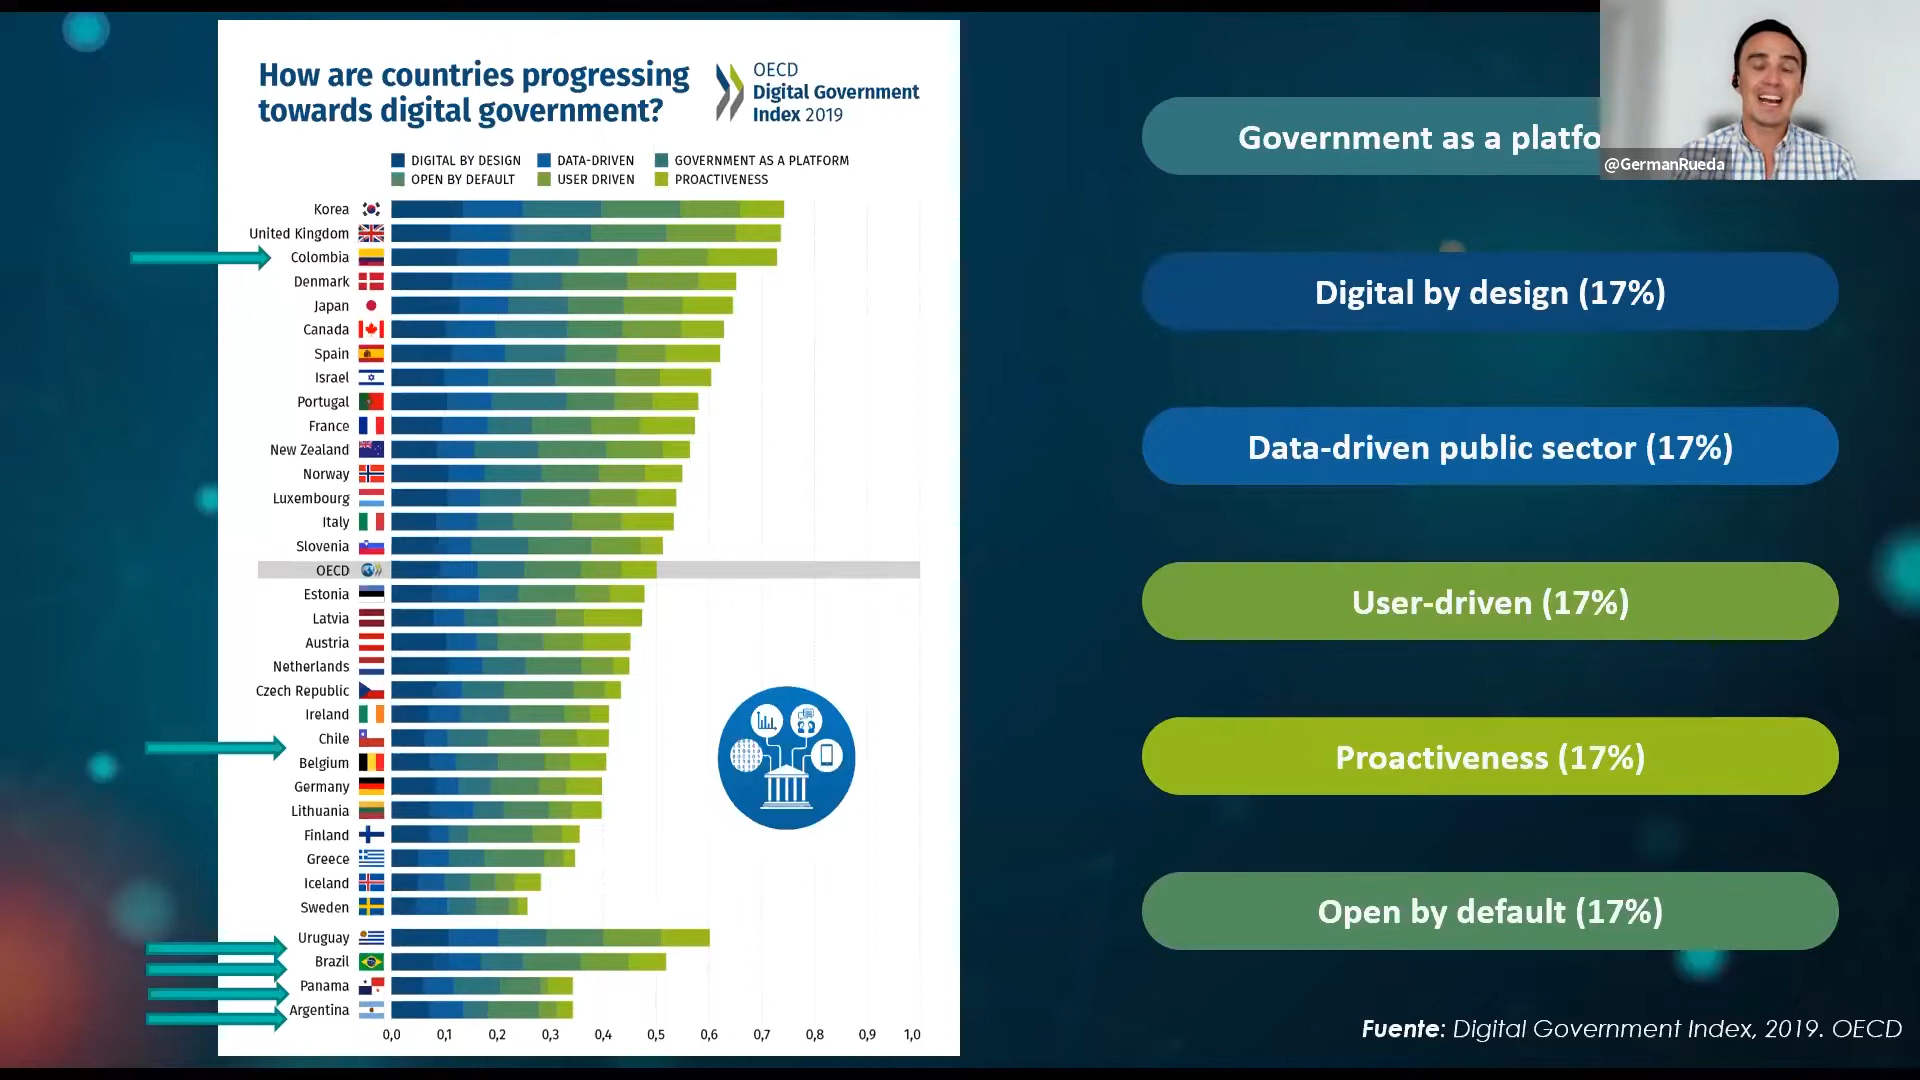 How are countries progressing
towards digital government?
OECD
Digital Government
Index 2019
DIGITAL BY DESIGN
DATA-DRIVEN
GOVERNMENT AS A PLATFORM
OPEN BY DEFAULT
USER DRIVEN
PROACTIVENESS
Korea
United Kingdom
Colombia
Denmark
Japan
Canada
Spain
Israel
Portugal
France
New Zealand
Norway
Luxembourg
Italy
Slovenia
OECD
Estonia
Latvia
Austria
Netherlands
Czech Republic
Ireland
Chile
Belgium
Germany
Lithuania
Finland
Greece
Iceland
Sweden
Uruguay
Brazil
Panama
Argentina
0,0 0,1 0,2 0,3 0,4 0,5 0,6 0,7 0,8 0,9 1,0
Government as a platfo
@GermanRueda
Digital by design (17%)
Data-driven public sector (17%)
User-driven (17%)
Proactiveness (17%)
Open by default (17%)
Fuente: Digital Government Index, 2019. OECD